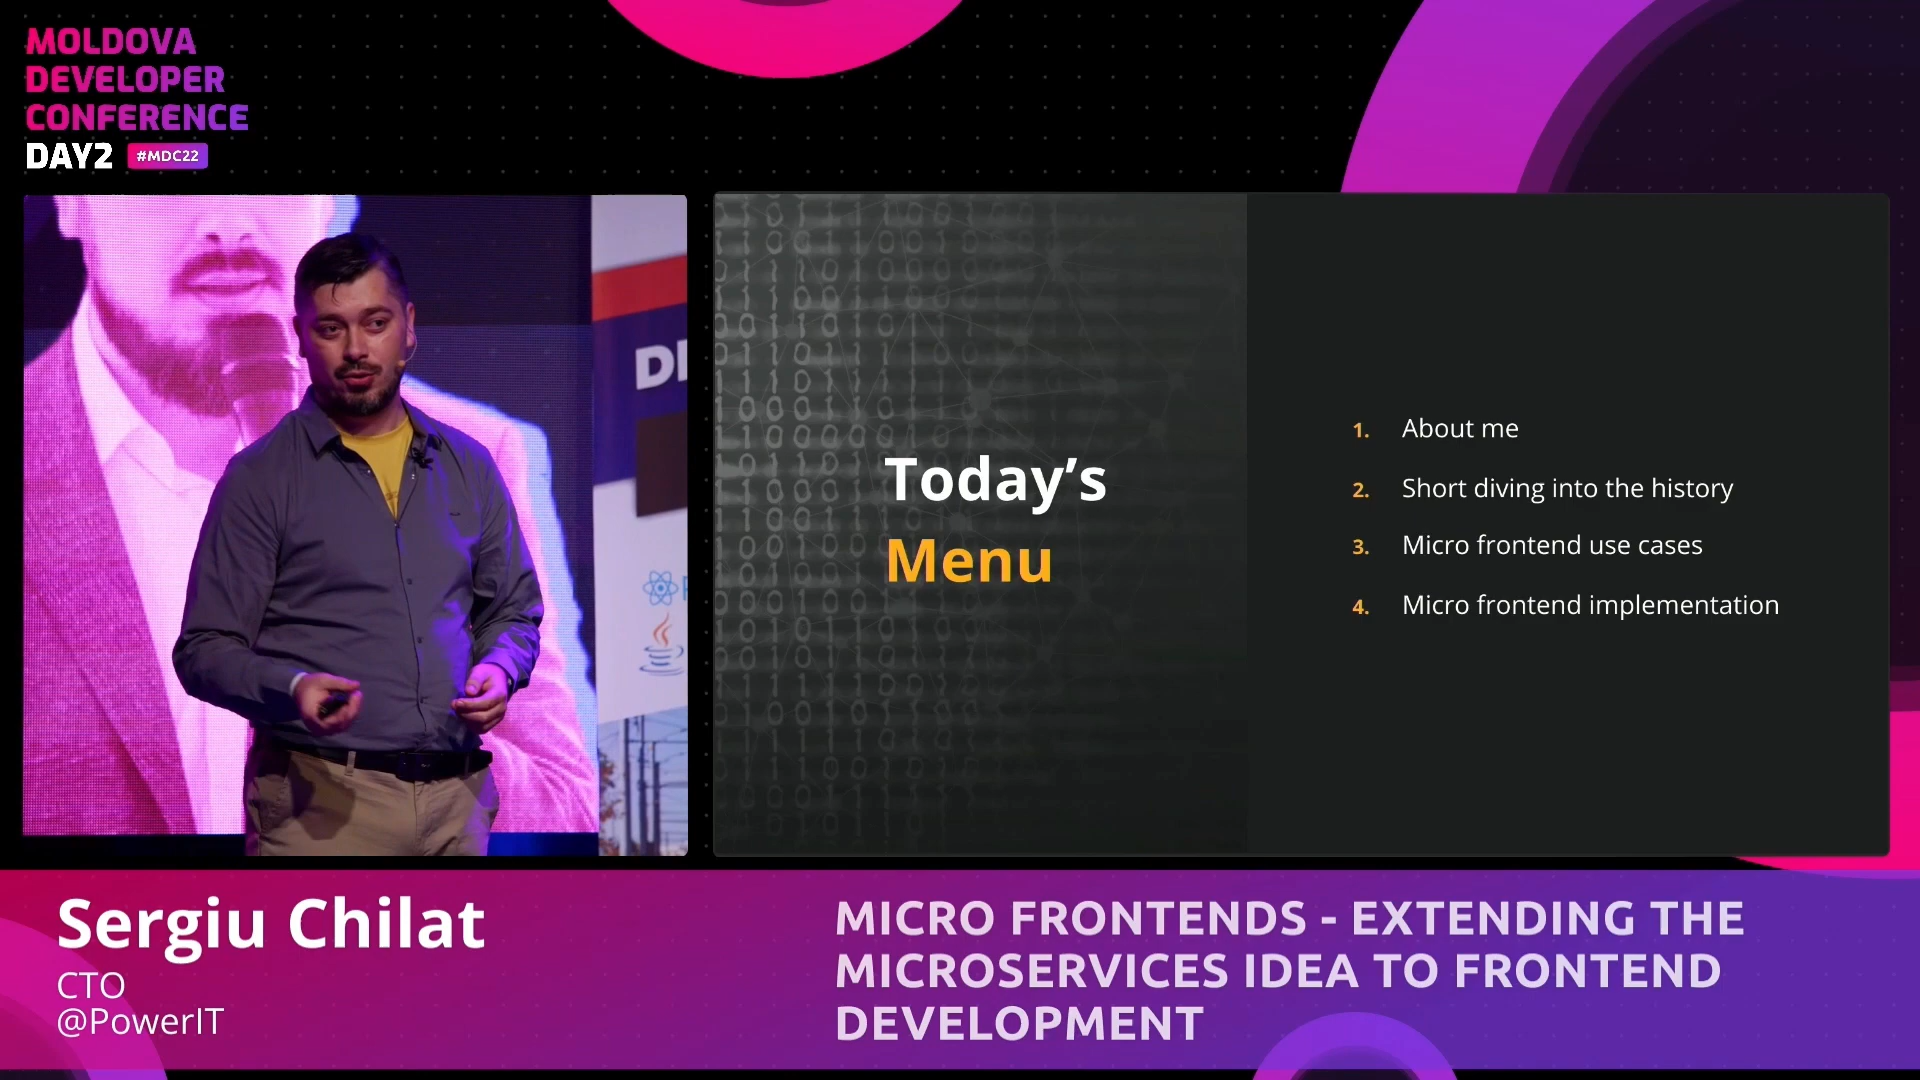 MOLDOVA
DEVELOPER
CONFERENCE
DAY2 #MDC22
Today's
Menu
1. About me
2. Short diving into the history
3. Micro frontend use cases
4. Micro frontend implementation
Sergiu Chilat
CTO
@PowerIT
MICRO FRONTENDS - EXTENDING THE
MICROSERVICES IDEA TO FRONTEND
DEVELOPMENT